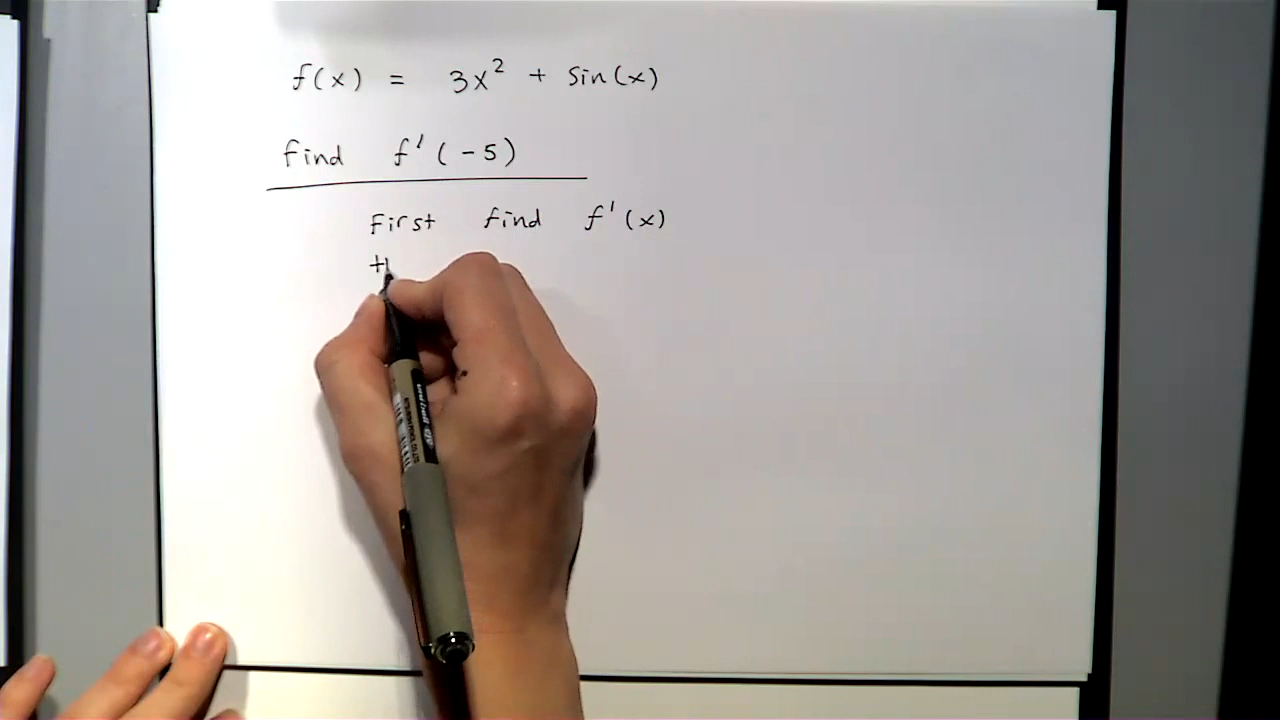 f(x) = 3x² + sin(x)
find f'(-5)
First find f'(x)